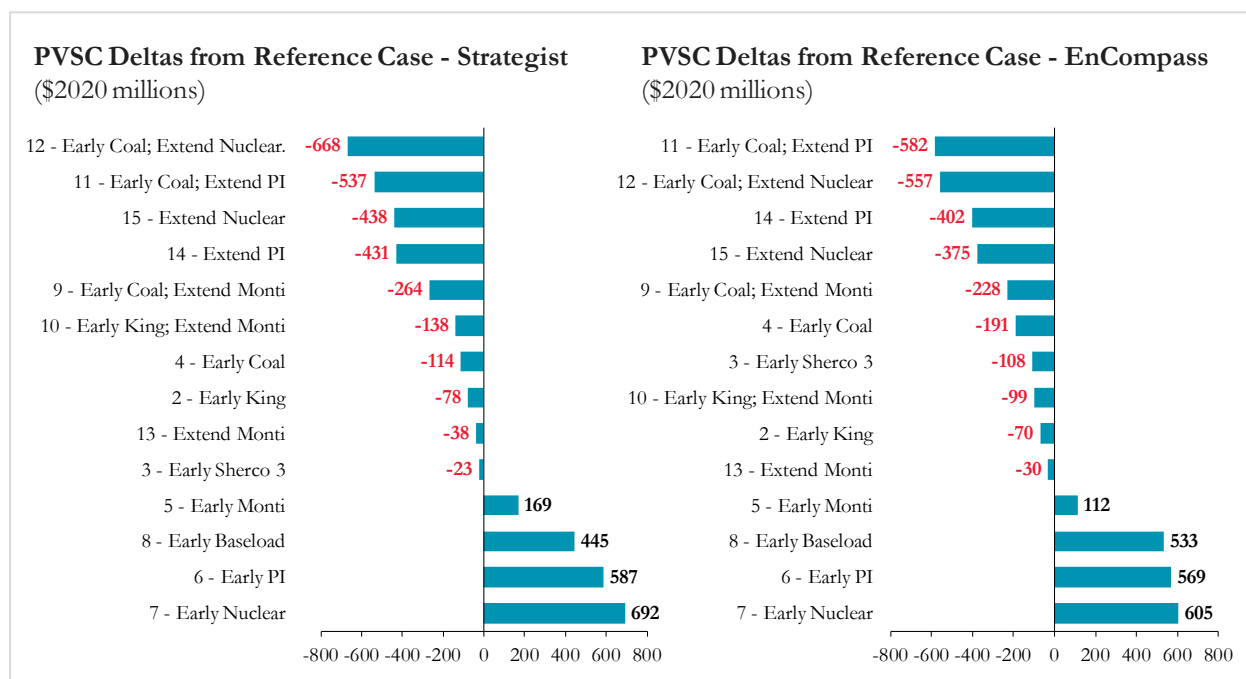 PVSC Deltas from Reference Case - Strategist
($2020 millions)
12 - Early Coal; Extend Nuclear. -668
11 - Early Coal; Extend PI -537
15 - Extend Nuclear -438
14 - Extend PI -431
9 - Early Coal; Extend Monti -264
10 - Early King; Extend Monti -138
4 - Early Coal -114
2 - Early King -78
13 - Extend Monti -38
3 - Early Sherco 3 -23
5 - Early Monti 169
8 - Early Baseload 445
6 - Early PI 587
7 - Early Nuclear 692
-800 -600 -400 -200 0 200 400 600 800
PVSC Deltas from Reference Case - EnCompass
($2020 millions)
11 - Early Coal; Extend PI -582
12 - Early Coal; Extend Nuclear -557
14 - Extend PI -402
15 - Extend Nuclear -375
9 - Early Coal; Extend Monti -228
4 - Early Coal -191
3 - Early Sherco 3 -108
10 - Early King; Extend Monti -99
2 - Early King -70
13 - Extend Monti -30
5 - Early Monti 112
8 - Early Baseload 533
6 - Early PI 569
7 - Early Nuclear 605
-800 -600 -400 -200 0 200 400 600 800